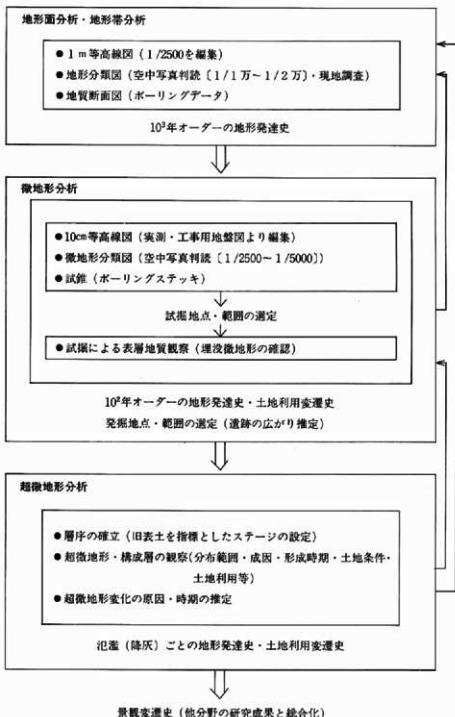 地形面分析・地形帯分析
●1m等高線図（1/2500を編集）
●地形分類図（空中写真判読〔1/1万～1/2万〕・現地調査）
●地質断面図（ボーリングデータ）
10³年オーダーの地形発達史
微地形分析
●10cm等高線図（実測・工事用地盤図より編集）
●微地形分類図（空中写真判読〔1/2500～1/5000〕）
●試錐（ボーリングステッキ）
試掘地点・範囲の選定
●試掘による表層地質観察（埋没微地形の確認）
10²年オーダーの地形発達史・土地利用変遷史
発掘地点・範囲の選定（遺跡の広がり推定）
超微地形分析
●層序の確立（旧表土を指標としたステージの設定）
●超微地形・構成層の観察（分布範囲・成因・形成時期・土地条件・
土地利用等）
●超微地形変化の原因・時期の推定
氾濫（降灰）ごとの地形発達史・土地利用変遷史
景観変遷史（他分野の研究成果と総合化）